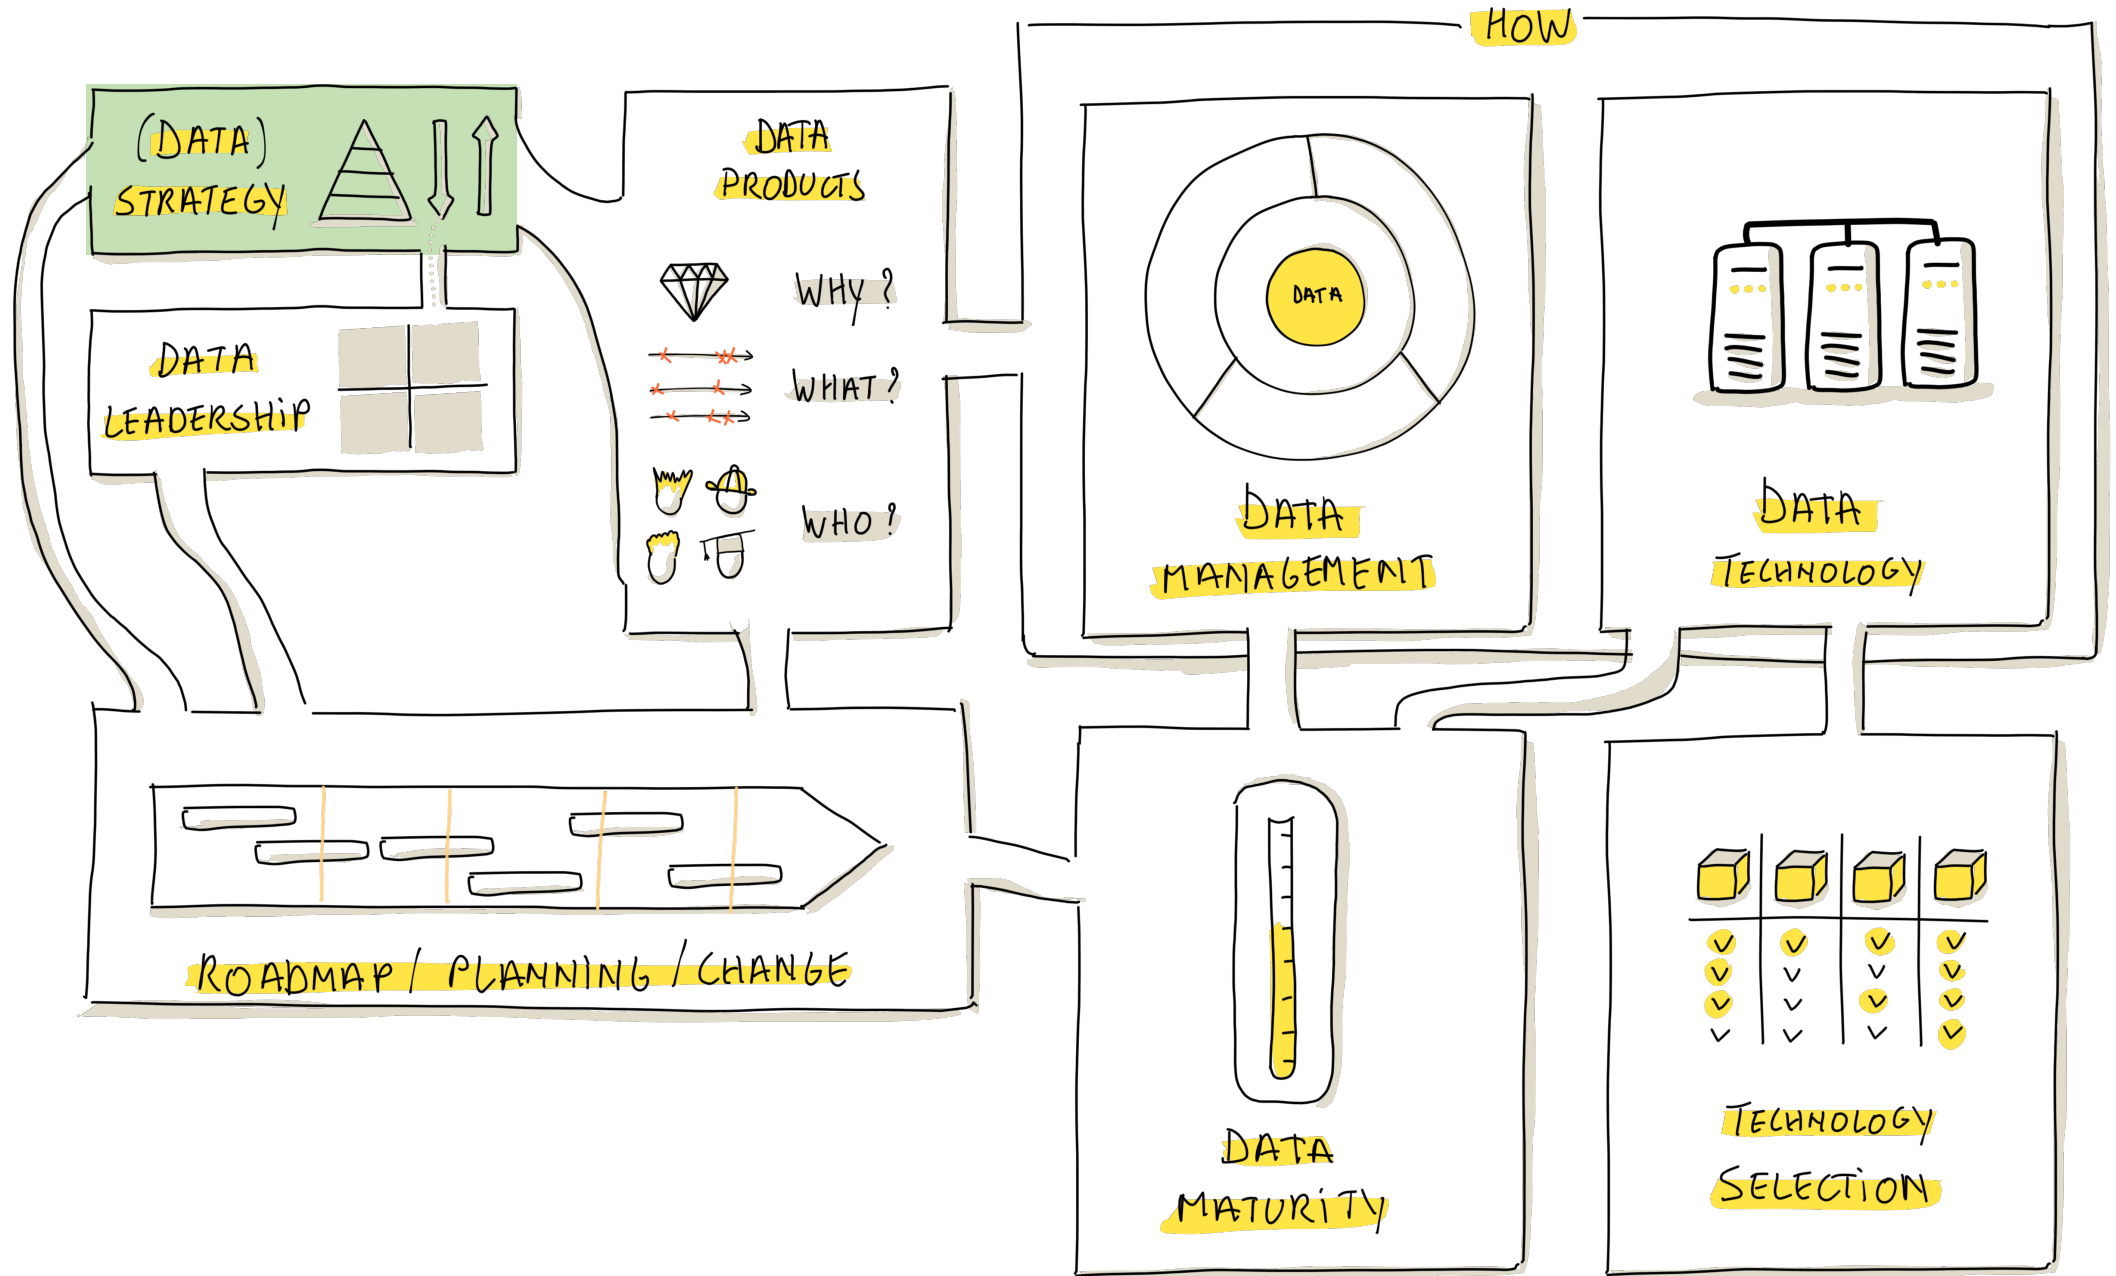 HOW
(DATA)
STRATEGY
DATA
LEADERSHiP
DATA
PRODUCTS
WHY?
WHAT?
WHO?
DATA
DATA
MANAGEMENT
DATA
TECHNOLOGY
ROADMAP/PLANNING/CHANGE
DATA
MATURiTY
TECHNOLOGY
SELECTiON